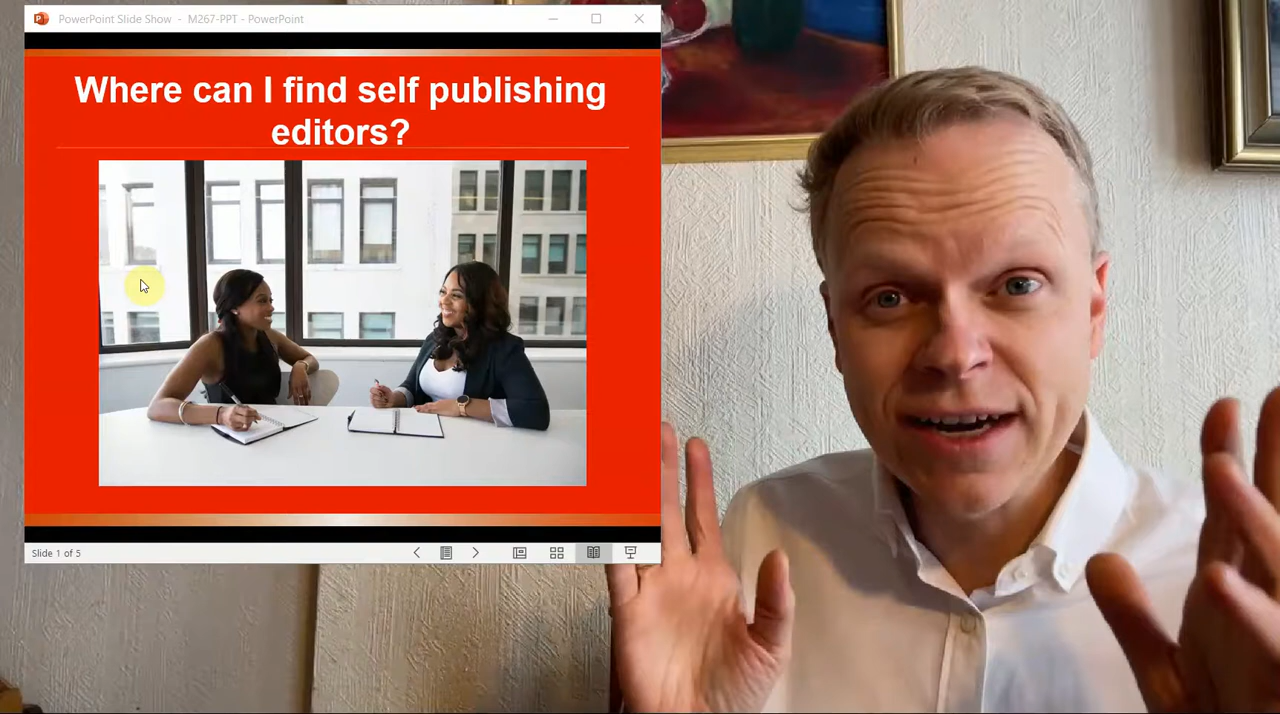 PowerPoint Slide Show - M267-PPT - PowerPoint
Where can I find self publishing
editors?
Slide 1 of 5